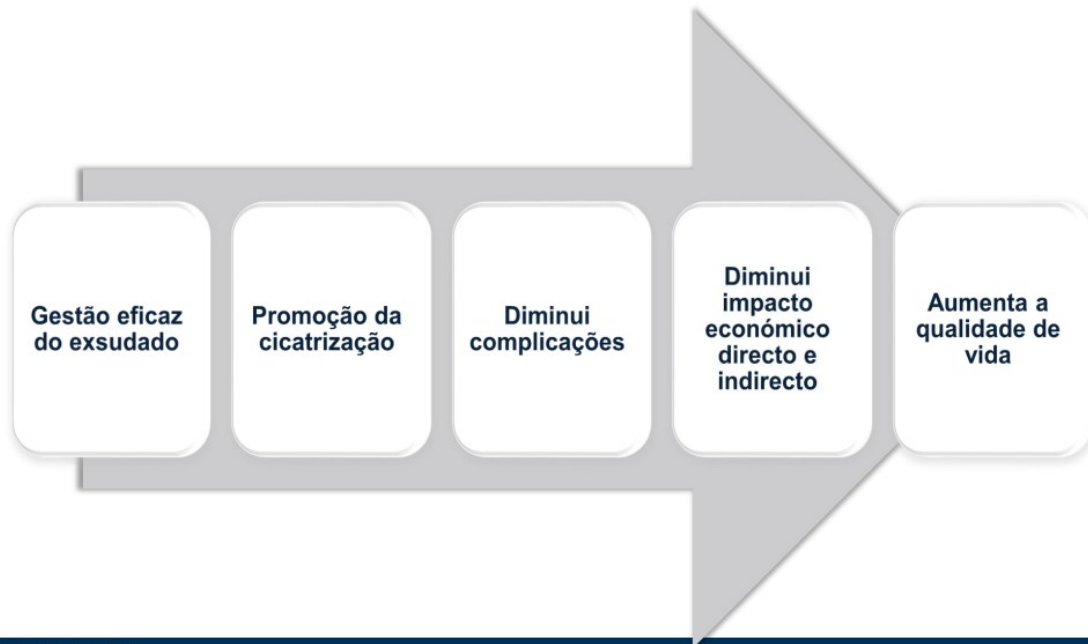 Gestão eficaz
do exsudado
Promoção da
cicatrização
Diminui
complicações
Diminui
impacto
económico
directo e
indirecto
Aumenta a
qualidade de
vida